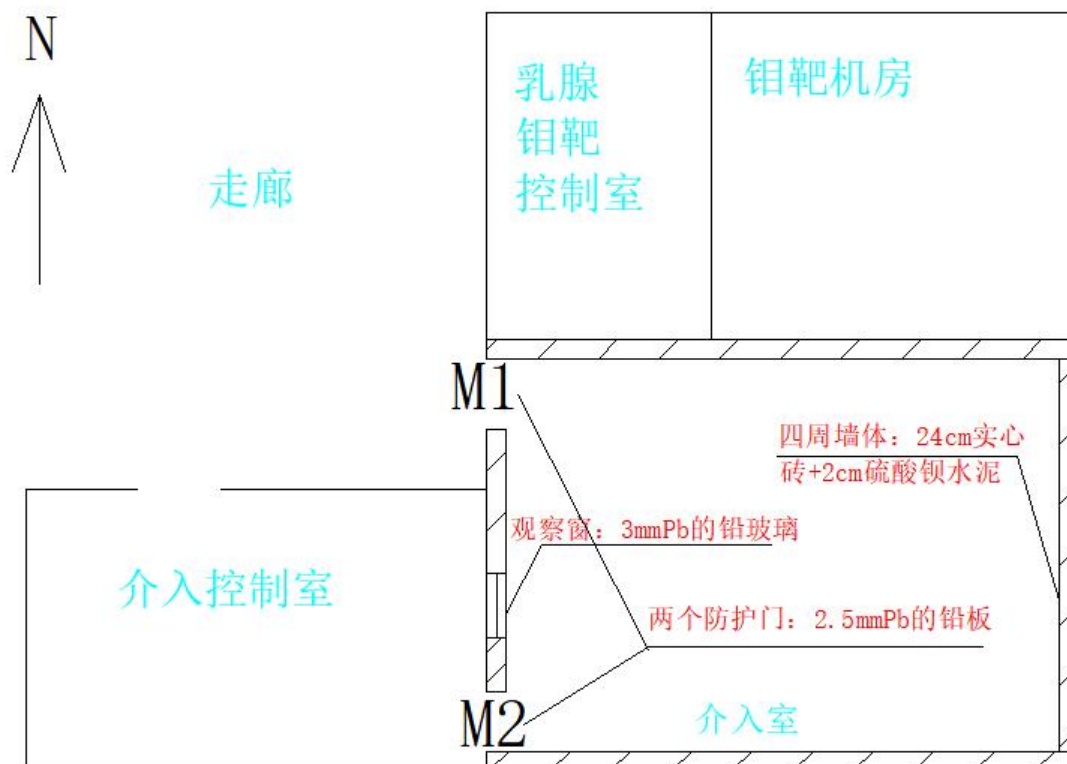 N
走廊
乳腺
钼靶
控制室
钼靶机房
M1
四周墙体：24cm实心
砖+2cm硫酸钡水泥
观察窗：3mmPb的铅玻璃
介入控制室
两个防护门：2.5mmPb的铅板
M2
介入室